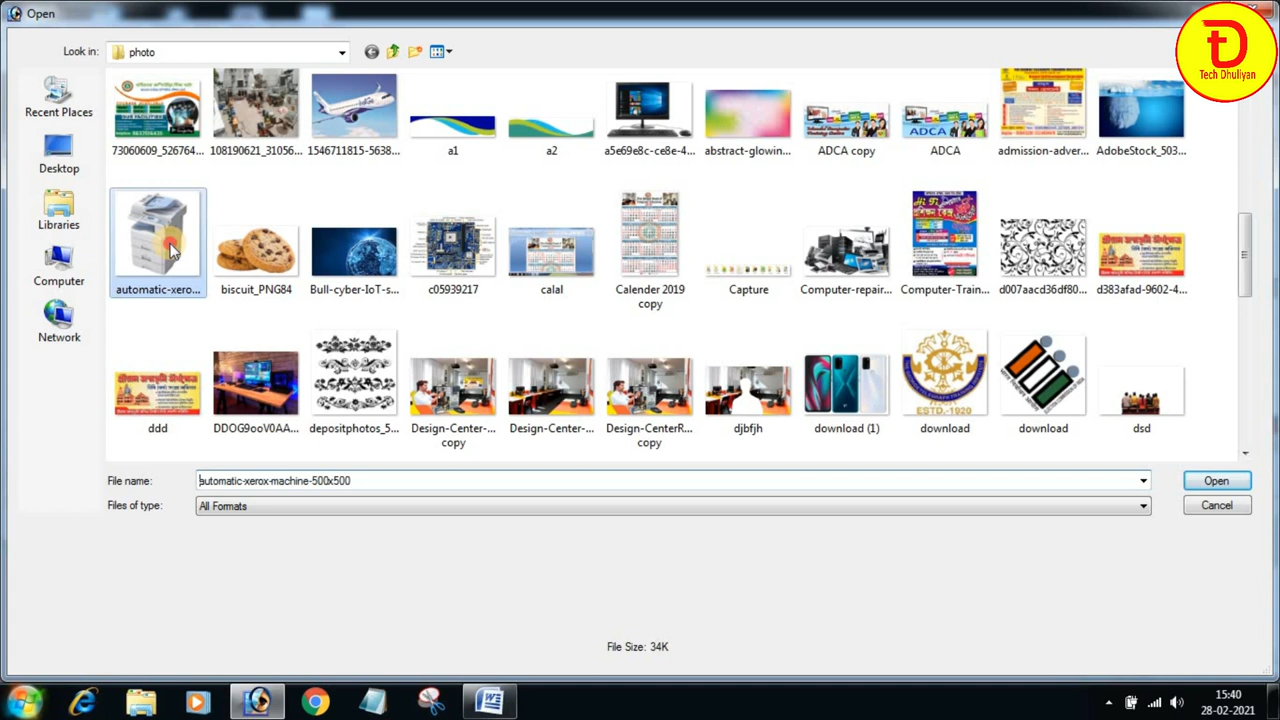 Open
Tech Dhuliyan
Look in:
photo
Recent Places
Desktop
Libraries
Computer
Network
73060609_526764...
108190621_31056...
a1
a2
a5e69e8c-ce8e-4...
abstract-glowin...
ADCA copy
ADCA
admission-adver...
AdobeStock_503...
ADCA
automatic-xero...
biscuit_PNG84
Bull-cyber-IoT-s...
c05939217
calal
Calender 2019
copy
Capture
Computer-repair...
Computer-Train...
d007aacd36df80...
d383afad-9602-4...
ddd
DDOG9ooV0AA...
depositphotos_5...
Design-Center-...
copy
Design-Center-...
Design-CenterR...
copy
djbfjh
download (1)
download
download
dsd
ESTD.-1920
File name:
automatic-xerox-machine-500x500
Open
Files of type:
All Formats
Cancel
File Size: 34K
15:40
28-02-2021